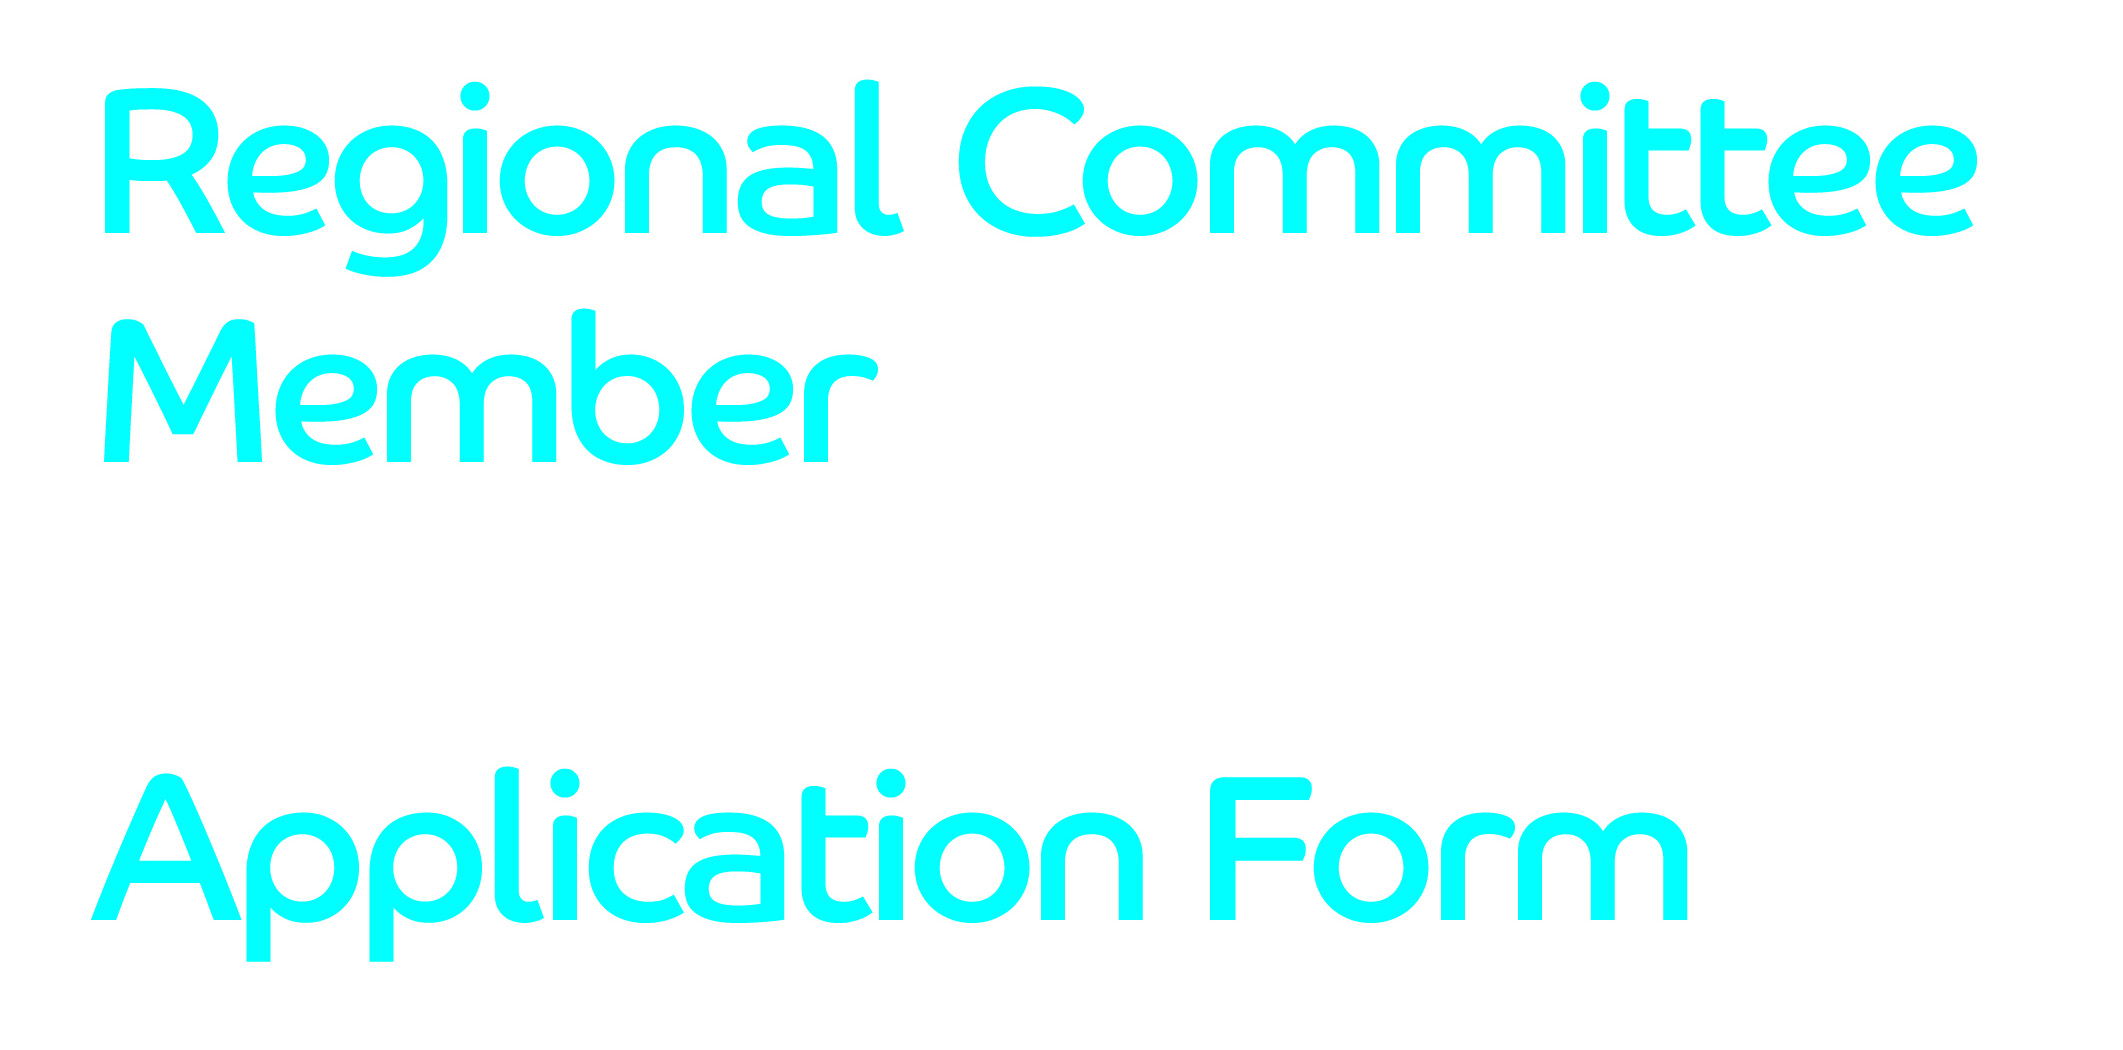 Regional Committee
Member
Application Form